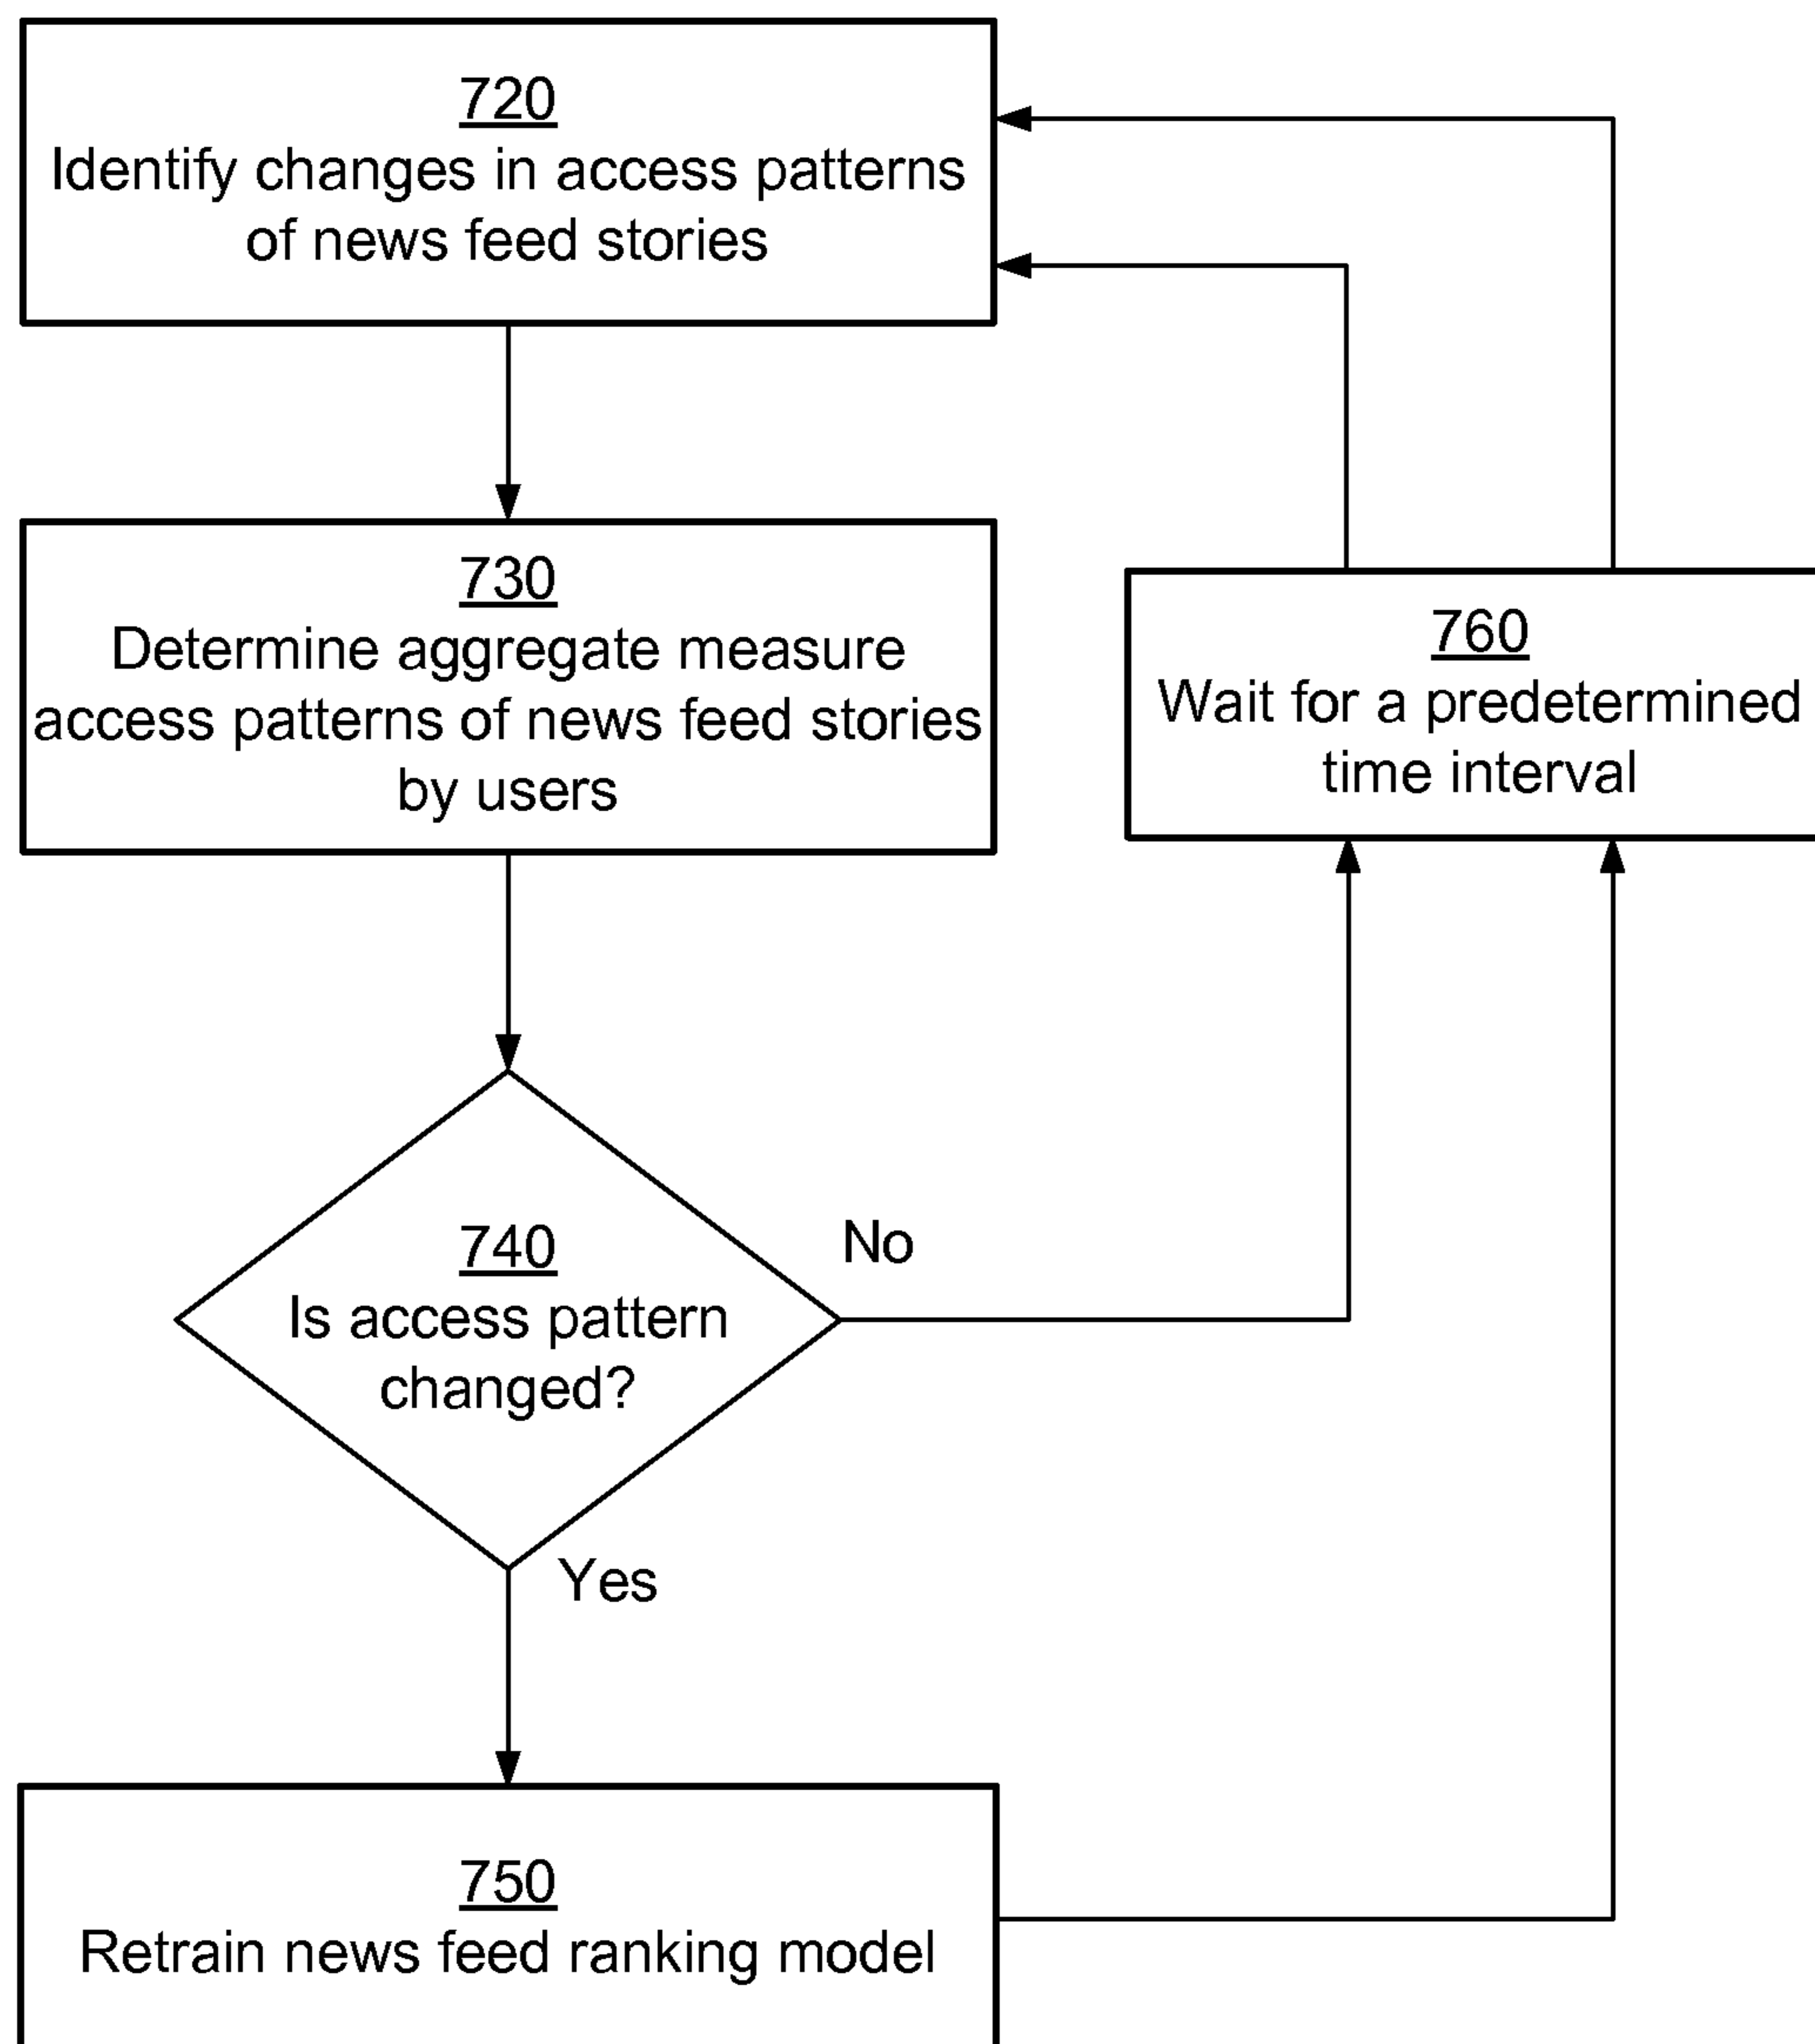 720
Identify changes in access patterns
of news feed stories
730
Determine aggregate measure
access patterns of news feed stories
by users
760
Wait for a predetermined
time interval
740
Is access pattern
changed?
No
Yes
750
Retrain news feed ranking model